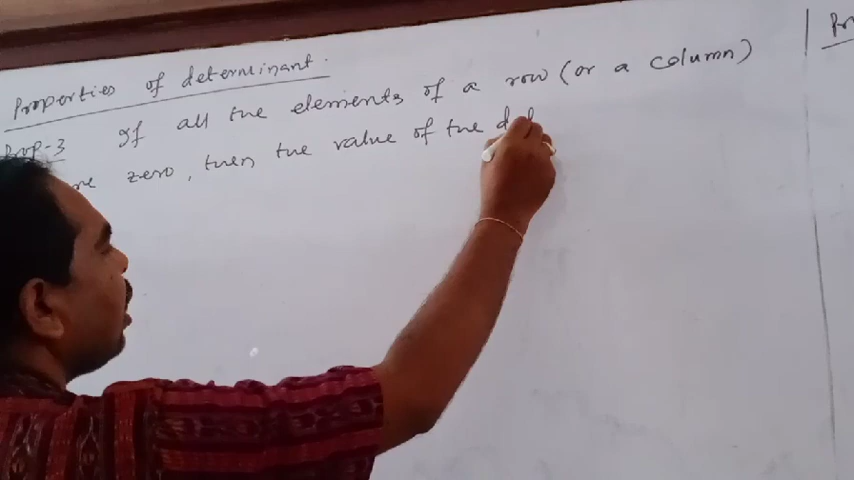 Properties of determinant.
Prop-3 If all the elements of a row (or a column)
zero, then the value of the